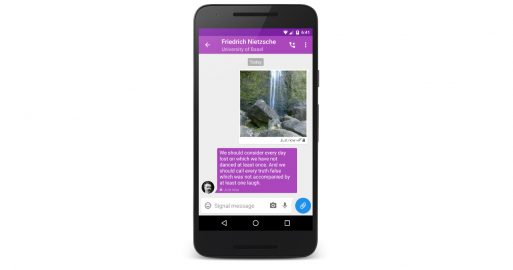 6:41
Friedrich Nietzsche
University of Basel
Today
Just now
We should consider every day
lost on which we have not
danced at least once. And we
should call every truth false
which was not accompanied by
at least one laugh.
Just now
Signal message